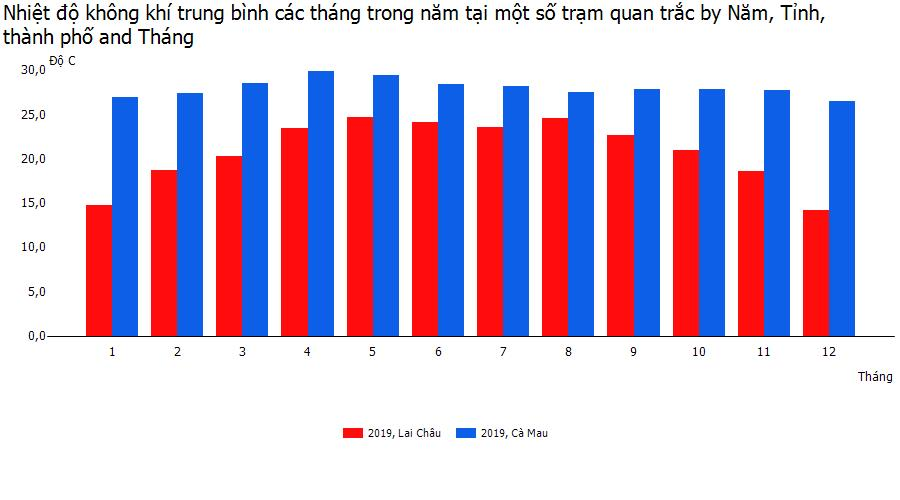 Nhiệt độ không khí trung bình các tháng trong năm tại một số trạm quan trắc by Năm, Tỉnh,
thành phố and Tháng
Độ C
30,0
25,0
20,0
15,0
10,0
5,0
0,0
1 2 3 4 5 6 7 8 9 10 11 12
Tháng
2019, Lai Châu 2019, Cà Mau